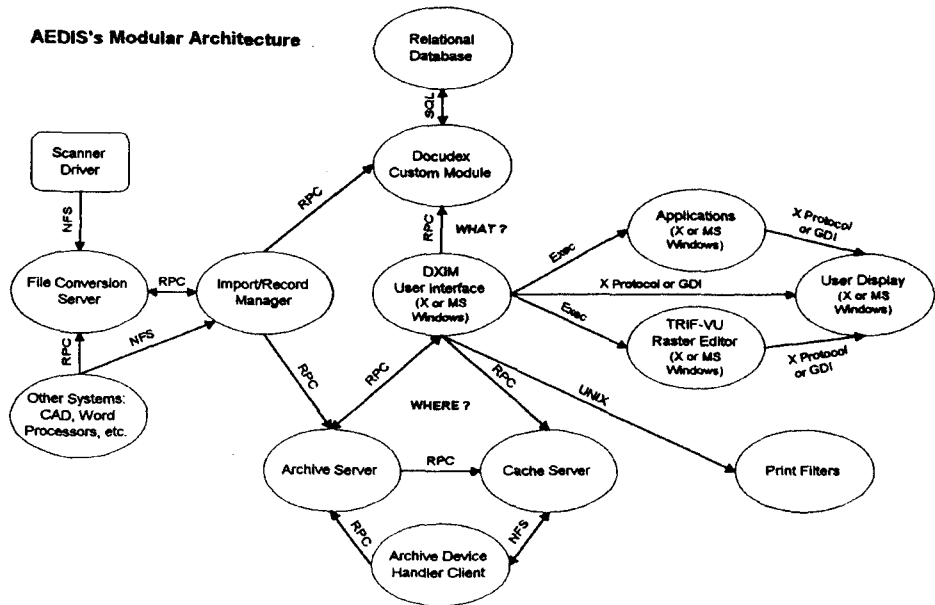 AEDIS's Modular Architecture
Relational
Database
SQL
Scanner
Driver
Docudex
Custom Module
NFS
RPC
RPC
WHAT ?
Applications
(X or MS
Windows)
X Protocol
or GDI
Exec
File Conversion
Server
RPC
Import/Record
Manager
DXIM
User interface
(X or MS
Windows)
X Protocol or GDI
User Display
(X or MS
Windows)
Exec
TRIF-VU
Raster Editor
(X or MS
Windows)
X Protocol
or GDI
RPC
NFS
RPC
RPC
RPC
UNIX
Other Systems:
CAD, Word
Processors, etc.
WHERE ?
Archive Server
RPC
Cache Server
Print Filters
RPC
NFS
Archive Device
Handler Client